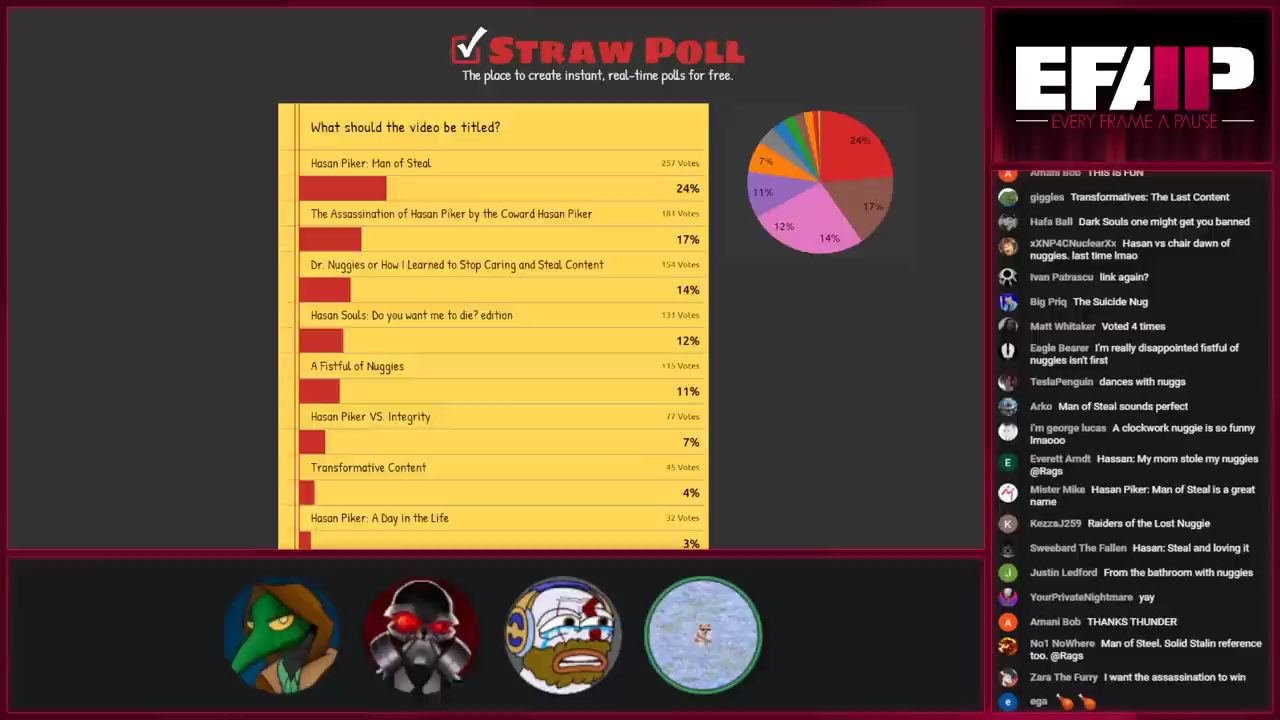 STRAW POLL
The place to create instant, real-time polls for free.
What should the video be titled?
Hasan Piker: Man of Steal
257 Votes
24%
The Assassination of Hasan Piker by the Coward Hasan Piker
181 Votes
17%
Dr. Nuggies or How I Learned to Stop Caring and Steal Content
154 Votes
14%
Hasan Souls: Do you want me to die? edition
131 Votes
12%
A Fistful of Nuggies
115 Votes
11%
Hasan Piker VS. Integrity
77 Votes
7%
Transformative Content
45 Votes
4%
Hasan Piker: A Day in the Life
32 Votes
3%
24%
17%
14%
12%
11%
7%
EFAP
EVERY FRAME A PAUSE
Amani Bob THIS IS FUN
giggles Transformatives: The Last Content
Hafa Ball Dark Souls one might get you banned
xXNP4CNuclearXx Hasan vs chair dawn of
nuggies. last time lmao
Ivan Patrascu link again?
Big Priq The Suicide Nug
Matt Whitaker Voted 4 times
Eagle Bearer I'm really disappointed fistful of
nuggies isn't first
TeslaPenguin dances with nuggs
Arko Man of Steal sounds perfect
i'm george lucas A clockwork nuggie is so funny
lmaooo
Everett Arndt Hassan: My mom stole my nuggies
@Rags
Mister Mike Hasan Piker: Man of Steal is a great
name
KezzaJ259 Raiders of the Lost Nuggie
Sweebard The Fallen Hasan: Steal and loving it
Justin Ledford From the bathroom with nuggies
YourPrivateNightmare yay
Amani Bob THANKS THUNDER
No1 NoWhere Man of Steel. Solid Stalin reference
too. @Rags
Zara The Furry I want the assassination to win
ega 🍗 🍗